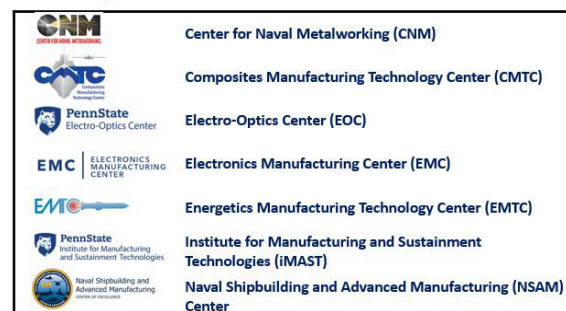 CNM
CENTER FOR NAVAL METALWORKING
Center for Naval Metalworking (CNM)
CMTC
Composites
Manufacturing
Technology Center
Composites Manufacturing Technology Center (CMTC)
PennState
Electro-Optics Center
Electro-Optics Center (EOC)
EMC
ELECTRONICS
MANUFACTURING
CENTER
Electronics Manufacturing Center (EMC)
EMTC
Energetics Manufacturing Technology Center (EMTC)
PennState
Institute for Manufacturing
and Sustainment Technologies
Institute for Manufacturing and Sustainment
Technologies (iMAST)
Naval Shipbuilding and
Advanced Manufacturing
CENTER OF EXCELLENCE
Naval Shipbuilding and Advanced Manufacturing (NSAM)
Center